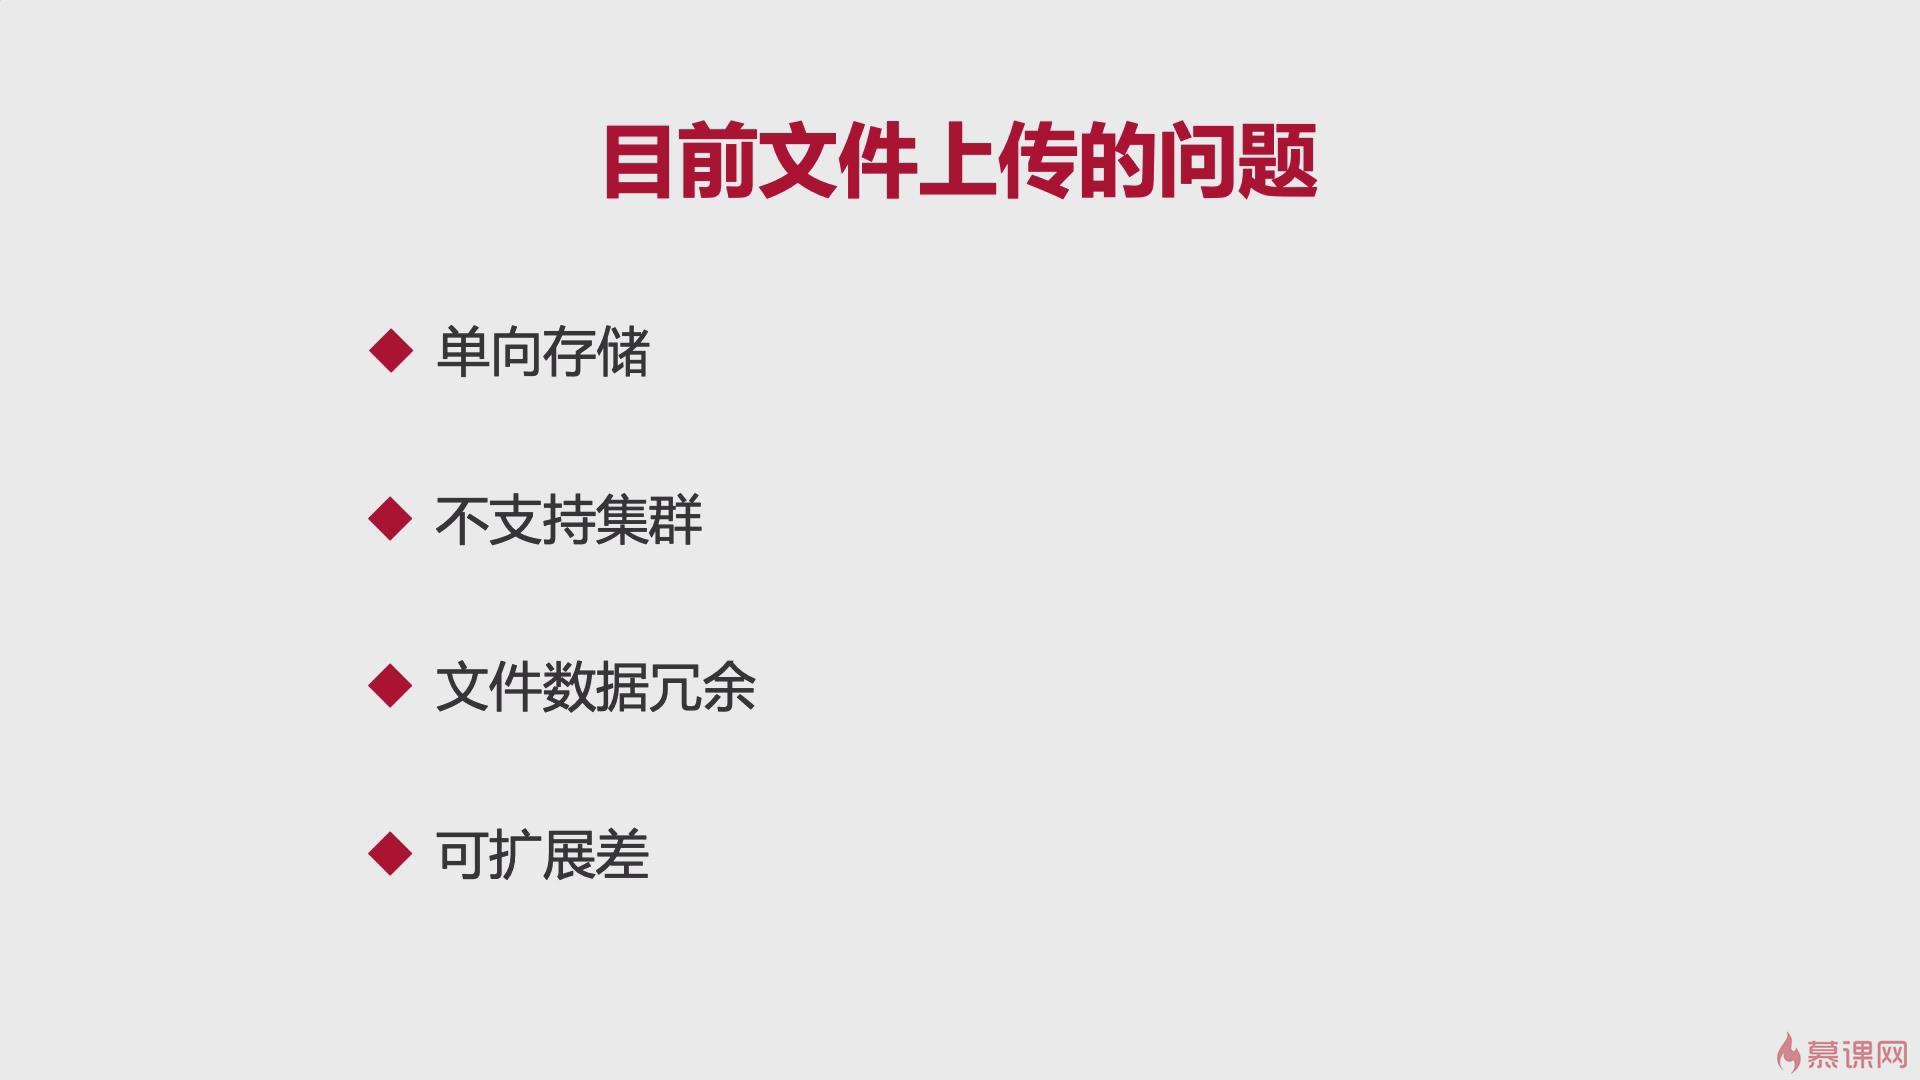 目前文件上传的问题
单向存储
不支持集群
文件数据冗余
可扩展差
慕课网